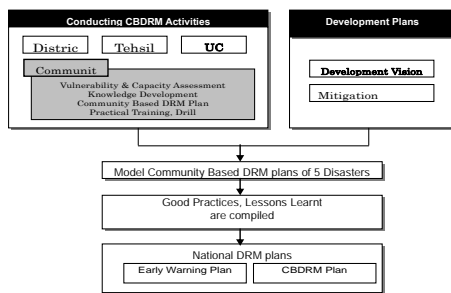 Conducting CBDRM Activities
Distric
Tehsil
UC
Communit
Vulnerability & Capacity Assessment
Knowledge Development
Community Based DRM Plan
Practical Training, Drill
Development Plans
Development Vision
Mitigation
Model Community Based DRM plans of 5 Disasters
Good Practices, Lessons Learnt
are compiled
National DRM plans
Early Warning Plan
CBDRM Plan